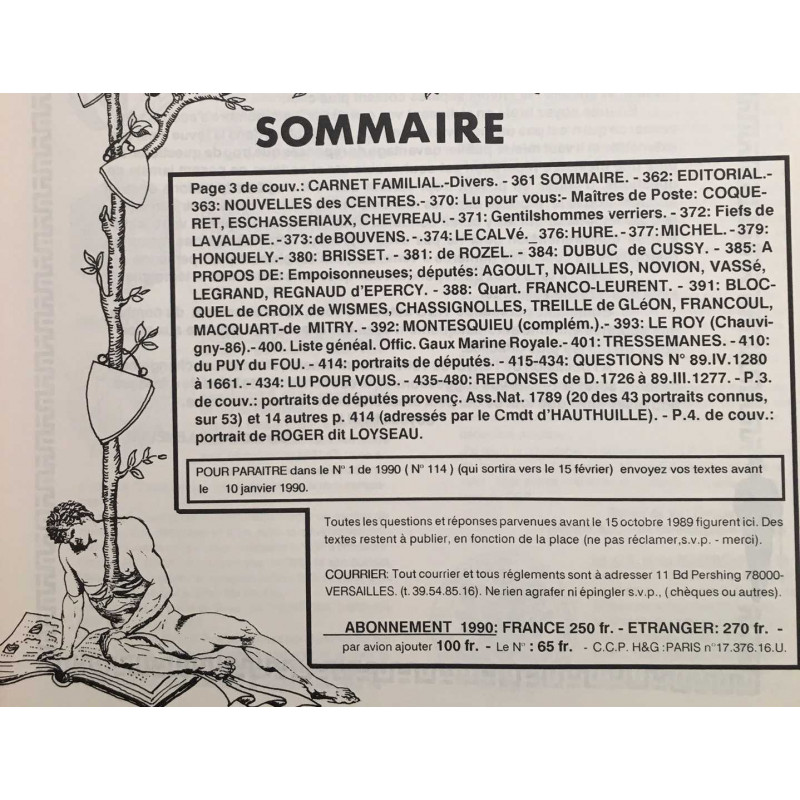 SOMMAIRE
Page 3 de couv.: CARNET FAMILIAL.-Divers. - 361 SOMMAIRE. - 362: EDITORIAL.-
363: NOUVELLES des CENTRES.- 370: Lu pour vous:- Maîtres de Poste: COQUE-
RET, ESCHASSERIAUX, CHEVREAU. - 371: Gentilshommes verriers. - 372: Fiefs de
LAVALADE. - 373: de BOUVENS. - .374: LE CALVé. _376: HURE. - 377: MICHEL. - 379:
HONQUELY.- 380: BRISSET. - 381: de ROZEL. - 384: DUBUC de CUSSY. - 385: A
PROPOS DE: Empoisonneuses; députés: AGOULT, NOAILLES, NOVION, VASSé,
LEGRAND, REGNAUD d'EPERCY. - 388: Quart. FRANCO-LEURENT. - 391: BLOC-
QUEL de CROIX de WISMES, CHASSIGNOLLES, TREILLE de GLéON, FRANCOUL,
MACQUART-de MITRY. - 392: MONTESQUIEU (complém.).- 393: LE ROY (Chauvi-
gny-86).- 400. Liste généal. Offic. Gaux Marine Royale.- 401: TRESSEMANES. - 410:
du PUY du FOU. - 414: portraits de députés. - 415-434: QUESTIONS N° 89.IV.1280
à 1661. - 434: LU POUR VOUS. - 435-480: REPONSES de D.1726 à 89.III.1277. - P.3.
de couv.: portraits de députés provenç. Ass.Nat. 1789 (20 des 43 portraits connus,
sur 53) et 14 autres p. 414 (adressés par le Cmdt d'HAUTHUILLE). - P.4. de couv.:
portrait de ROGER dit LOYSEAU.
POUR PARAITRE dans le N° 1 de 1990 ( N° 114 ) (qui sortira vers le 15 février) envoyez vos textes avant
le 10 janvier 1990.
Toutes les questions et réponses parvenues avant le 15 octobre 1989 figurent ici. Des
textes restent à publier, en fonction de la place (ne pas réclamer,s.v.p. - merci).
COURRIER: Tout courrier et tous réglements sont à adresser 11 Bd Pershing 78000-
VERSAILLES. (t. 39.54.85.16). Ne rien agrafer ni épingler s.v.p., ( chèques ou autres).
ABONNEMENT 1990: FRANCE 250 fr. - ETRANGER: 270 fr. -
par avion ajouter 100 fr. - Le N° : 65 fr. - C.C.P. H&G :PARIS n°17.376.16.U.